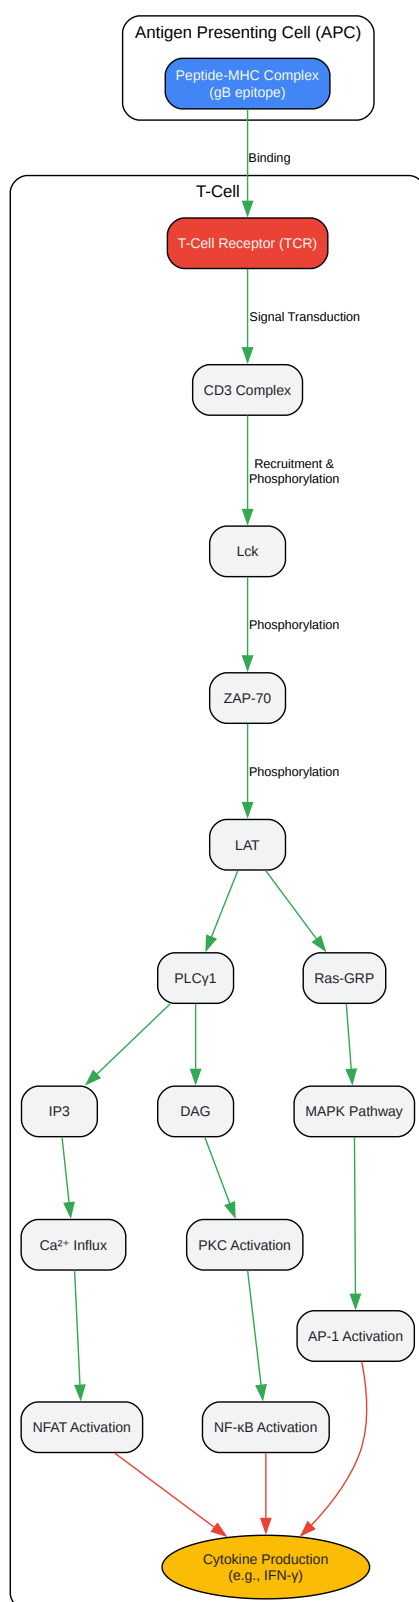 Antigen Presenting Cell (APC)
Peptide-MHC Complex
(gB epitope)
Binding
T-Cell
T-Cell Receptor (TCR)
Signal Transduction
CD3 Complex
Recruitment &
Phosphorylation
Lck
Phosphorylation
ZAP-70
Phosphorylation
LAT
PLCγ1
Ras-GRP
IP3
DAG
MAPK Pathway
Ca²⁺ Influx
PKC Activation
AP-1 Activation
NFAT Activation
NF-κB Activation
Cytokine Production
(e.g., IFN-γ)